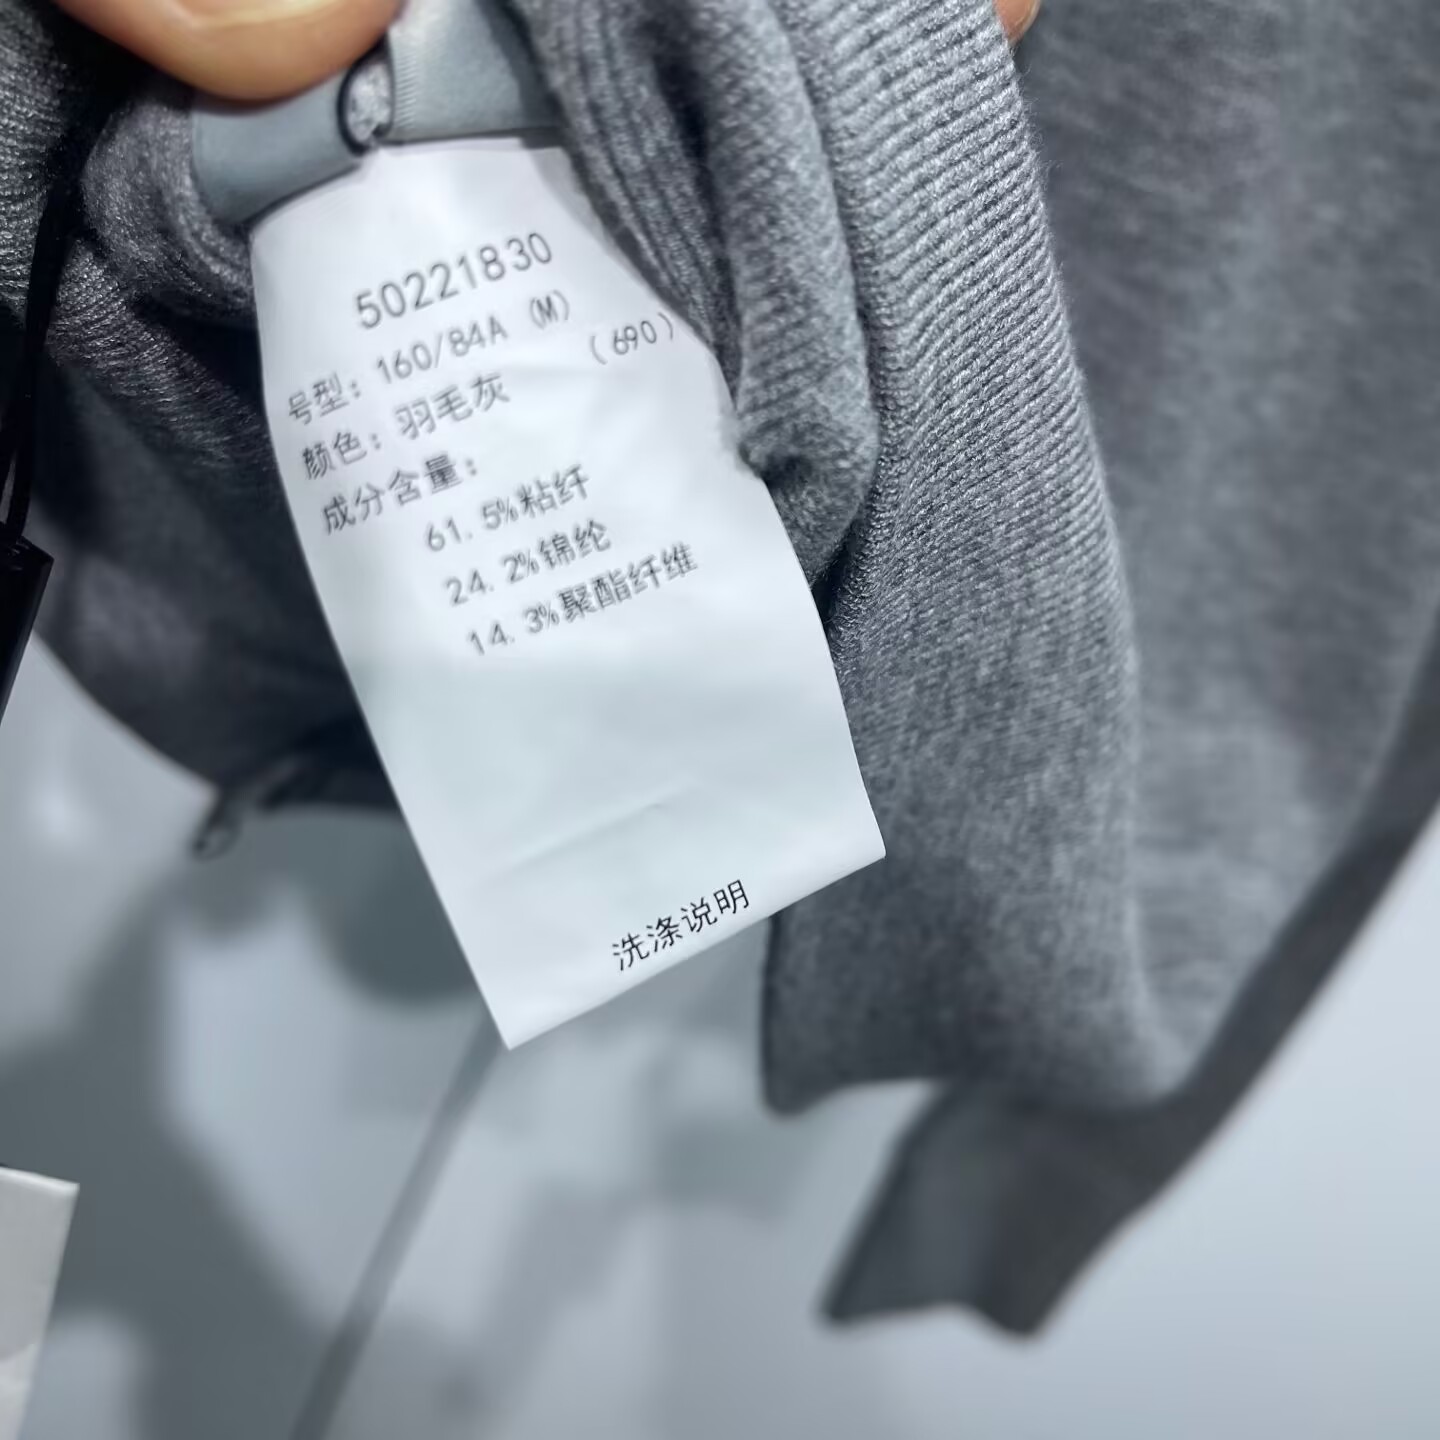 50221830
号型：160/84A (M)
颜色：羽毛灰 (690)
成分含量：
61.5%粘纤
24.2%锦纶
14.3%聚酯纤维
洗涤说明